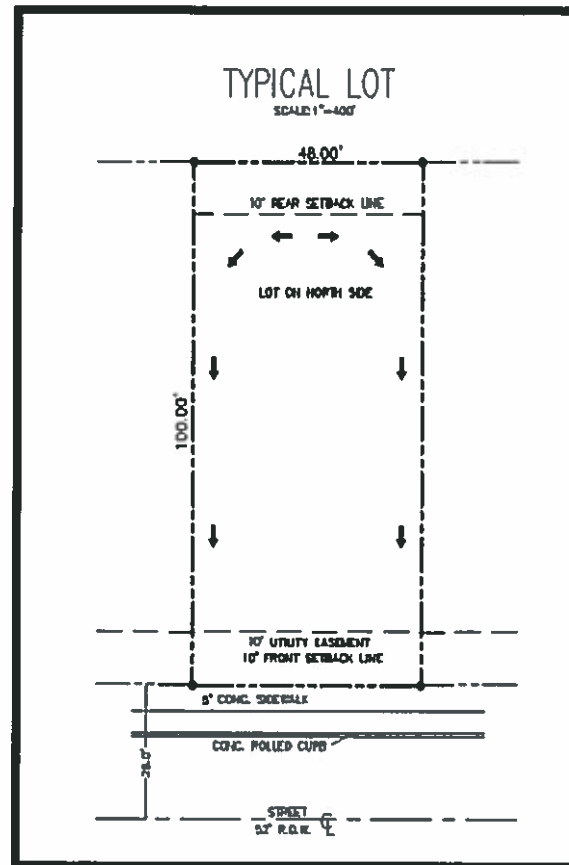 TYPICAL LOT
SCALE: 1"=400'
48.00'
10' REAR SETBACK LINE
LOT ON NORTH SIDE
100.00'
10' UTILITY EASEMENT
10' FRONT SETBACK LINE
5' CONC. SIDEWALK
CONC. ROLLED CURB
STREET
R.O.W.